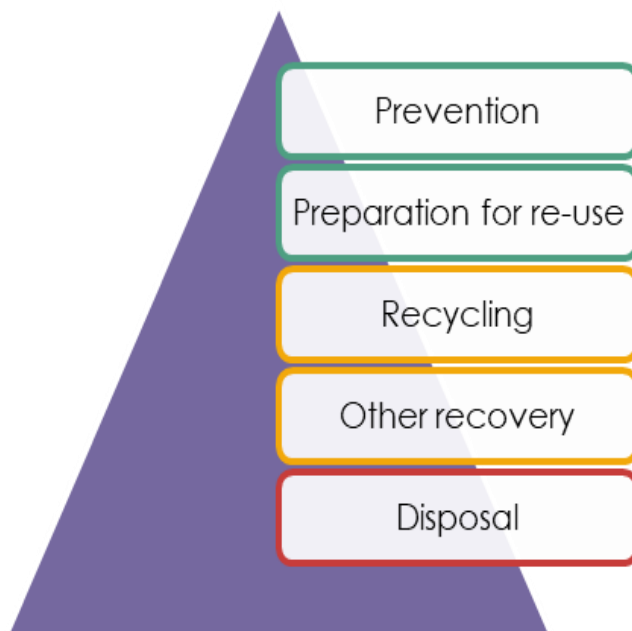 Prevention
Preparation for re-use
Recycling
Other recovery
Disposal